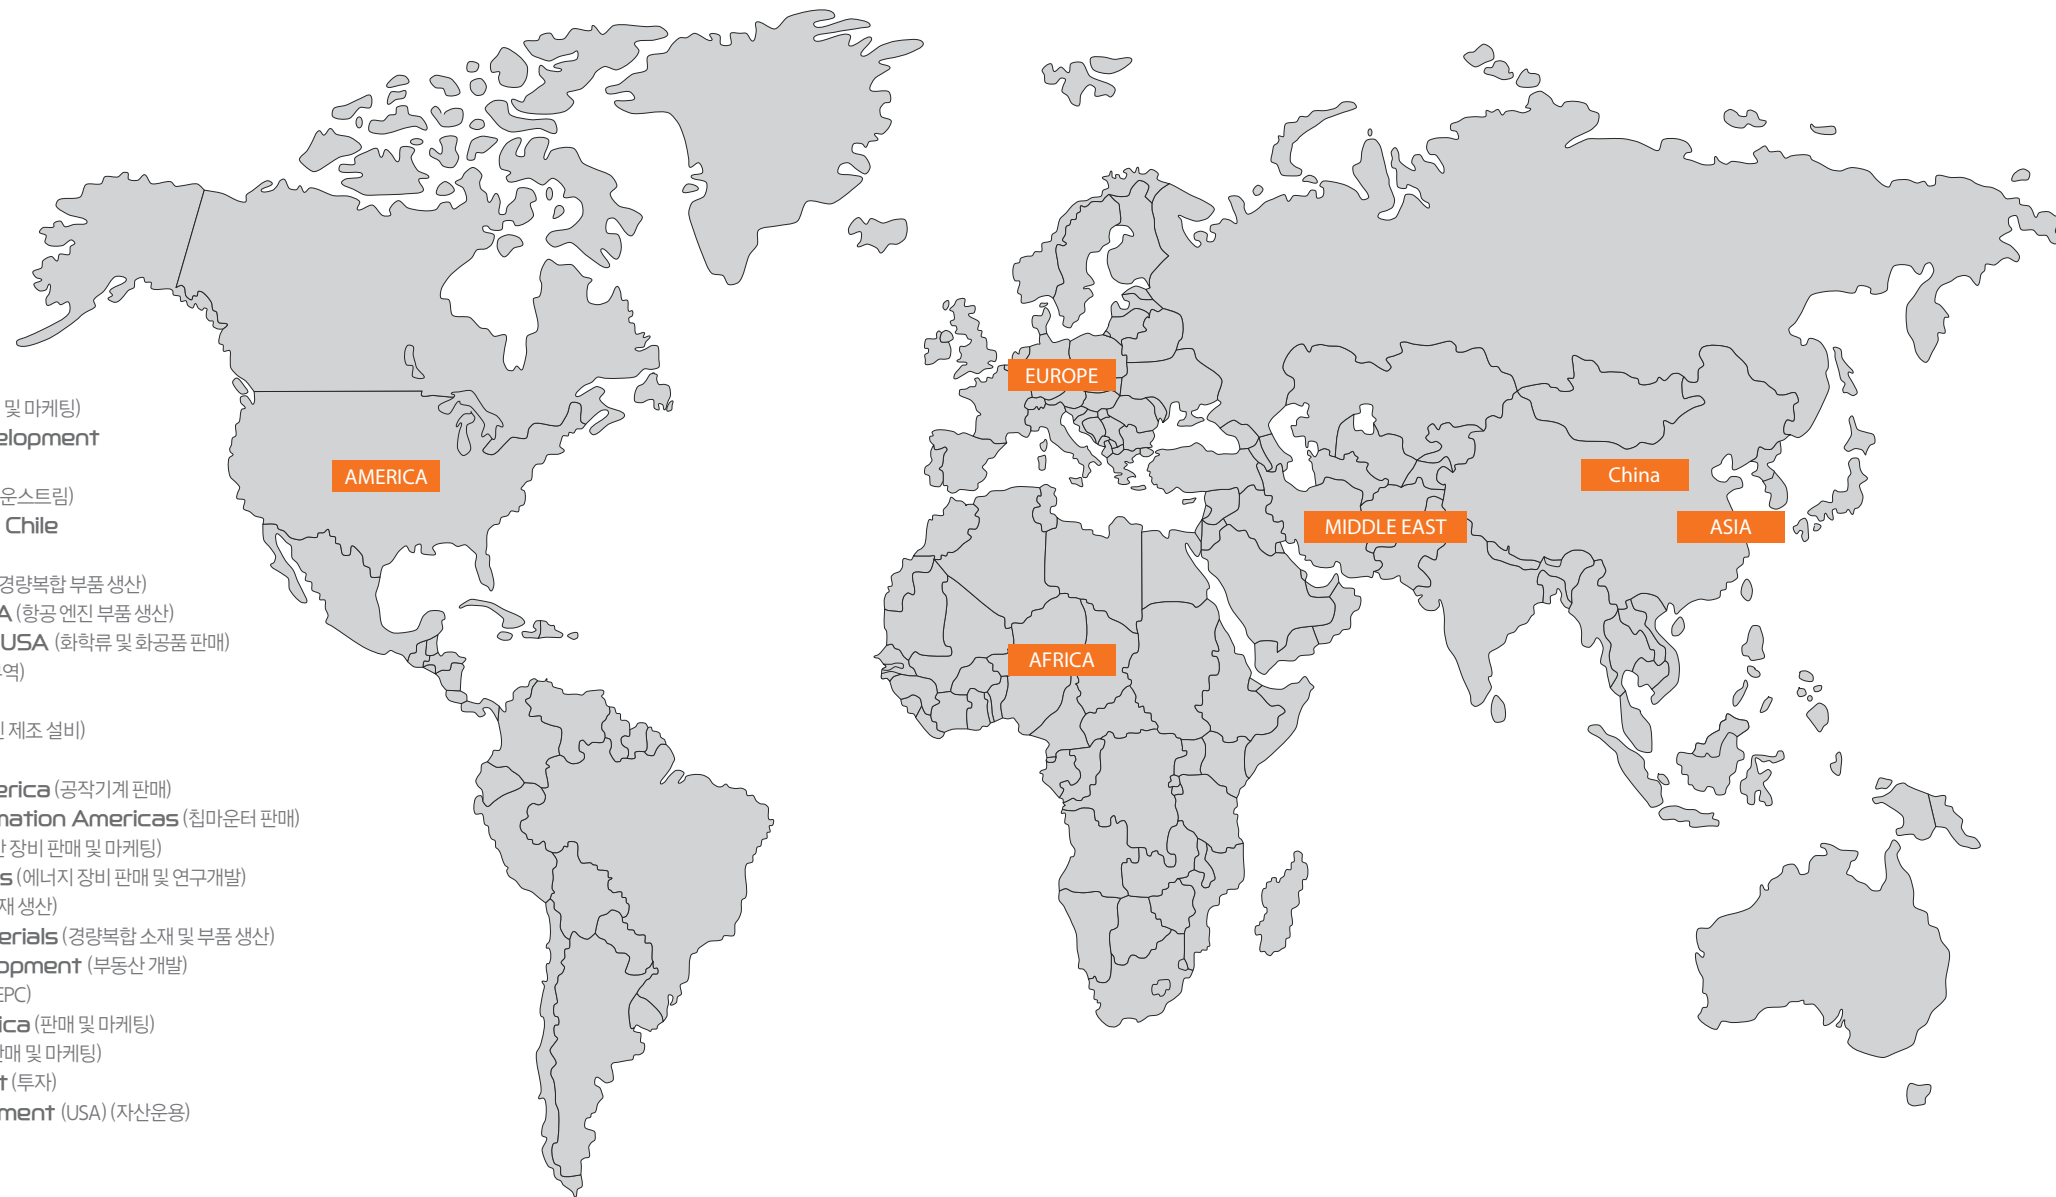 및 마케팅)
elopment
운스트림)
Chile
경량복합 부품 생산)
A (항공 엔진 부품 생산)
USA (화학류 및 화공품 판매)
역)
제조 설비)
erica (공작기계 판매)
mation Americas (칩마운터 판매)
장비 판매 및 마케팅)
s (에너지 장비 판매 및 연구개발)
재 생산)
erials (경량복합 소재 및 부품 생산)
opment (부동산 개발)
EPC)
ica (판매 및 마케팅)
매 및 마케팅)
t (투자)
ment (USA) (자산운용)
AMERICA
EUROPE
AFRICA
MIDDLE EAST
China
ASIA